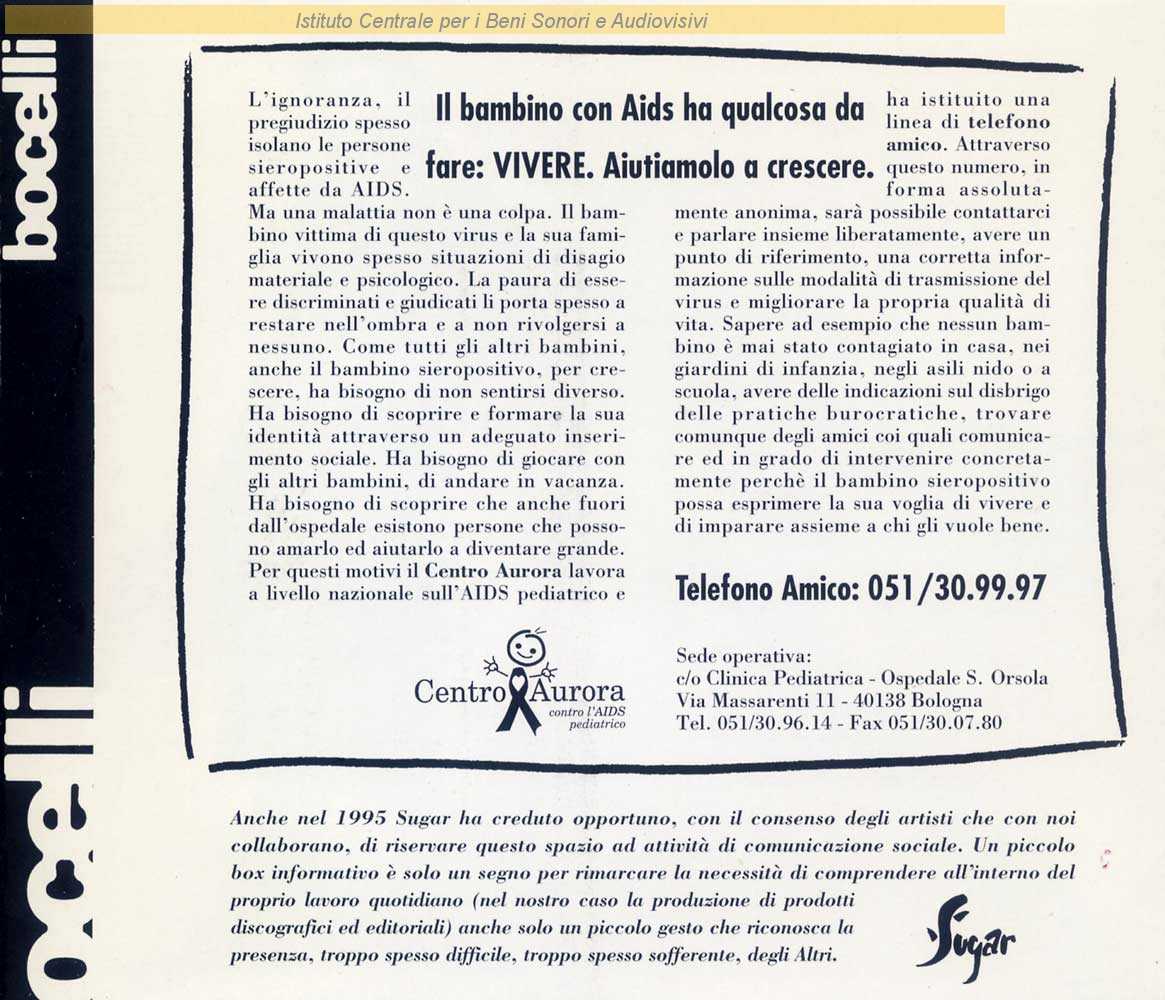 Istituto Centrale per i Beni Sonori e Audiovisivi
bocelli
ocelli
Il bambino con Aids ha qualcosa da
fare: VIVERE. Aiutiamolo a crescere.
L'ignoranza, il
pregiudizio spesso
isolano le persone
sieropositive e
affette da AIDS.
Ma una malattia non è una colpa. Il bam-
bino vittima di questo virus e la sua fami-
glia vivono spesso situazioni di disagio
materiale e psicologico. La paura di esse-
re discriminati e giudicati li porta spesso a
restare nell'ombra e a non rivolgersi a
nessuno. Come tutti gli altri bambini,
anche il bambino sieropositivo, per cre-
scere, ha bisogno di non sentirsi diverso.
Ha bisogno di scoprire e formare la sua
identità attraverso un adeguato inseri-
mento sociale. Ha bisogno di giocare con
gli altri bambini, di andare in vacanza.
Ha bisogno di scoprire che anche fuori
dall'ospedale esistono persone che posso-
no amarlo ed aiutarlo a diventare grande.
Per questi motivi il Centro Aurora lavora
a livello nazionale sull'AIDS pediatrico e
ha istituito una
linea di telefono
amico. Attraverso
questo numero, in
forma assoluta-
mente anonima, sarà possibile contattarci
e parlare insieme liberatamente, avere un
punto di riferimento, una corretta infor-
mazione sulle modalità di trasmissione del
virus e migliorare la propria qualità di
vita. Sapere ad esempio che nessun bam-
bino è mai stato contagiato in casa, nei
giardini di infanzia, negli asili nido o a
scuola, avere delle indicazioni sul disbrigo
delle pratiche burocratiche, trovare
comunque degli amici coi quali comunica-
re ed in grado di intervenire concreta-
mente perchè il bambino sieropositivo
possa esprimere la sua voglia di vivere e
di imparare assieme a chi gli vuole bene.
Telefono Amico: 051/30.99.97
Centro Aurora
contro l'AIDS
pediatrico
Sede operativa:
c/o Clinica Pediatrica - Ospedale S. Orsola
Via Massarenti 11 - 40138 Bologna
Tel. 051/30.96.14 - Fax 051/30.07.80
Anche nel 1995 Sugar ha creduto opportuno, con il consenso degli artisti che con noi
collaborano, di riservare questo spazio ad attività di comunicazione sociale. Un piccolo
box informativo è solo un segno per rimarcare la necessità di comprendere all'interno del
proprio lavoro quotidiano (nel nostro caso la produzione di prodotti
discografici ed editoriali) anche solo un piccolo gesto che riconosca la
presenza, troppo spesso difficile, troppo spesso sofferente, degli Altri.
Sugar